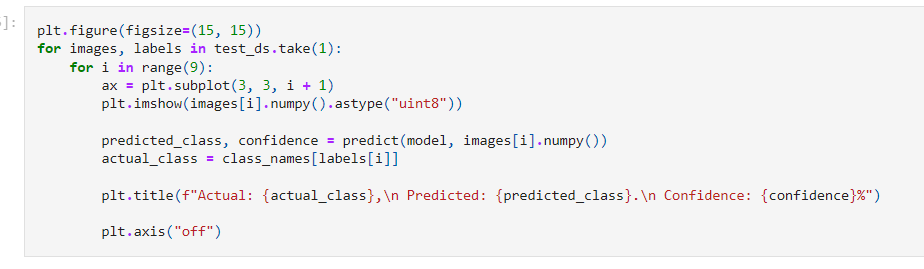 ]:
plt.figure(figsize=(15, 15))
for images, labels in test_ds.take(1):
    for i in range(9):
        ax = plt.subplot(3, 3, i + 1)
        plt.imshow(images[i].numpy().astype("uint8"))

        predicted_class, confidence = predict(model, images[i].numpy())
        actual_class = class_names[labels[i]]

        plt.title(f"Actual: {actual_class},\n Predicted: {predicted_class}.\n Confidence: {confidence}%")

        plt.axis("off")